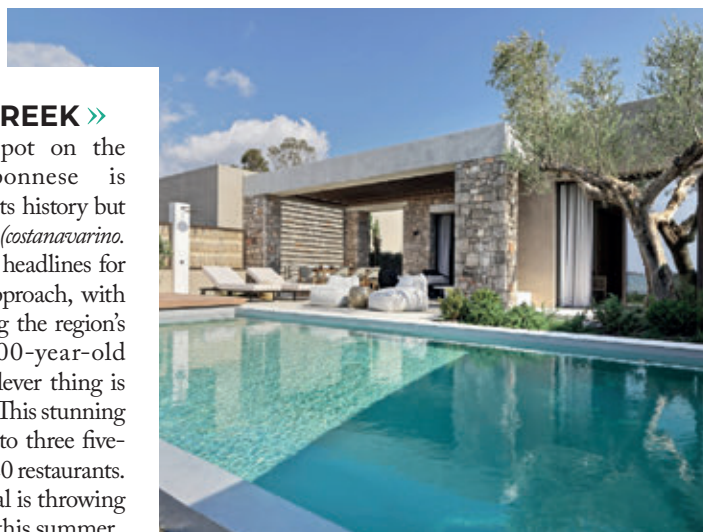 REEK »
pot on the
onnese is
ts history but
(costanavarino.
headlines for
pproach, with
g the region's
00-year-old
lever thing is
This stunning
to three five-
0 restaurants.
al is throwing
this summer